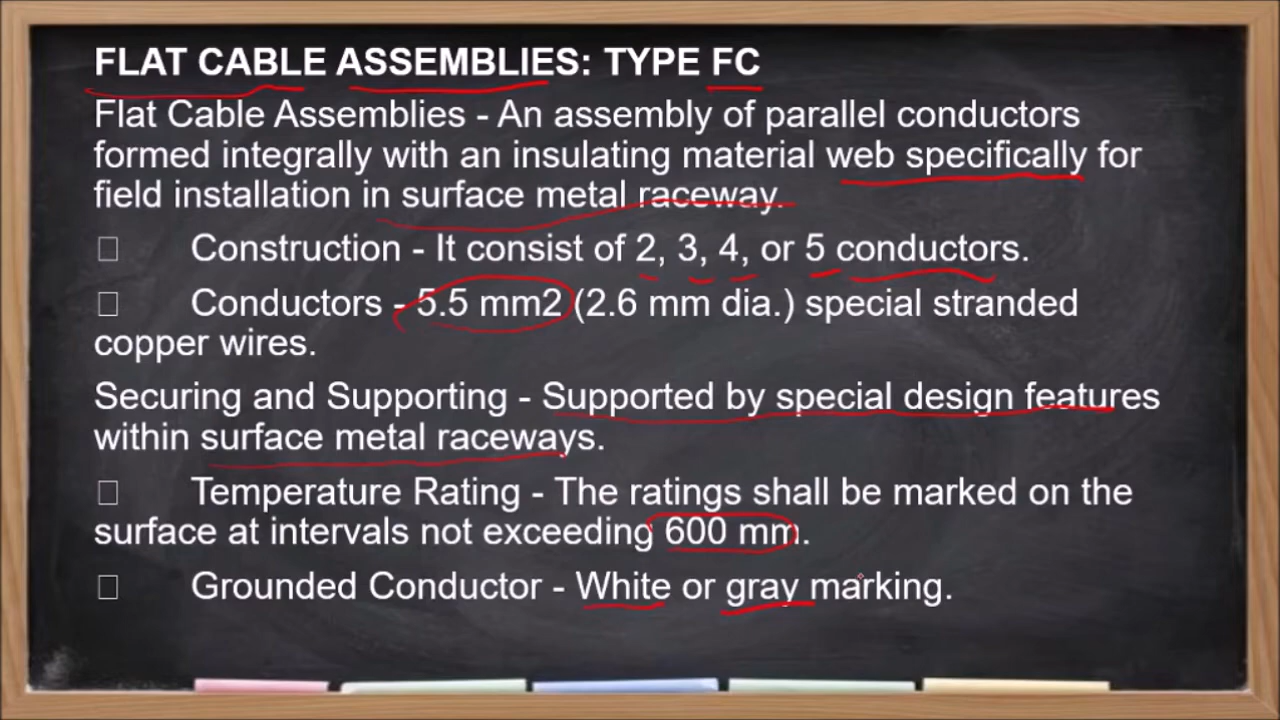 FLAT CABLE ASSEMBLIES: TYPE FC
Flat Cable Assemblies - An assembly of parallel conductors
formed integrally with an insulating material web specifically for
field installation in surface metal raceway.
Construction - It consist of 2, 3, 4, or 5 conductors.
Conductors - 5.5 mm2 (2.6 mm dia.) special stranded
copper wires.
Securing and Supporting - Supported by special design features
within surface metal raceways.
Temperature Rating - The ratings shall be marked on the
surface at intervals not exceeding 600 mm.
Grounded Conductor - White or gray marking.